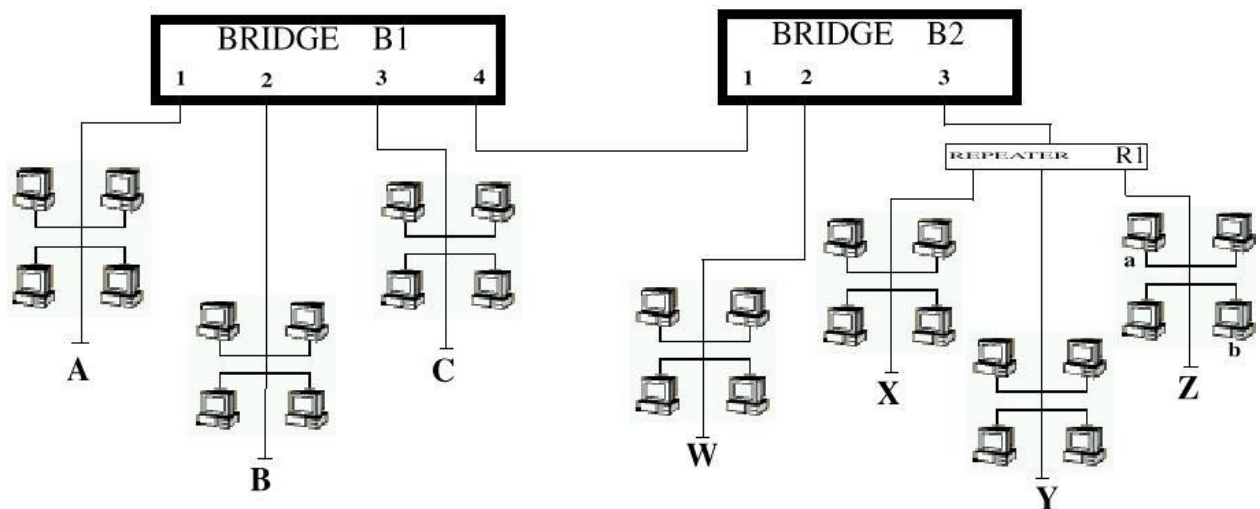 BRIDGE B1
1 2 3 4
BRIDGE B2
1 2 3
REPEATER R1
a
b
A
B
C
W
X
Y
Z